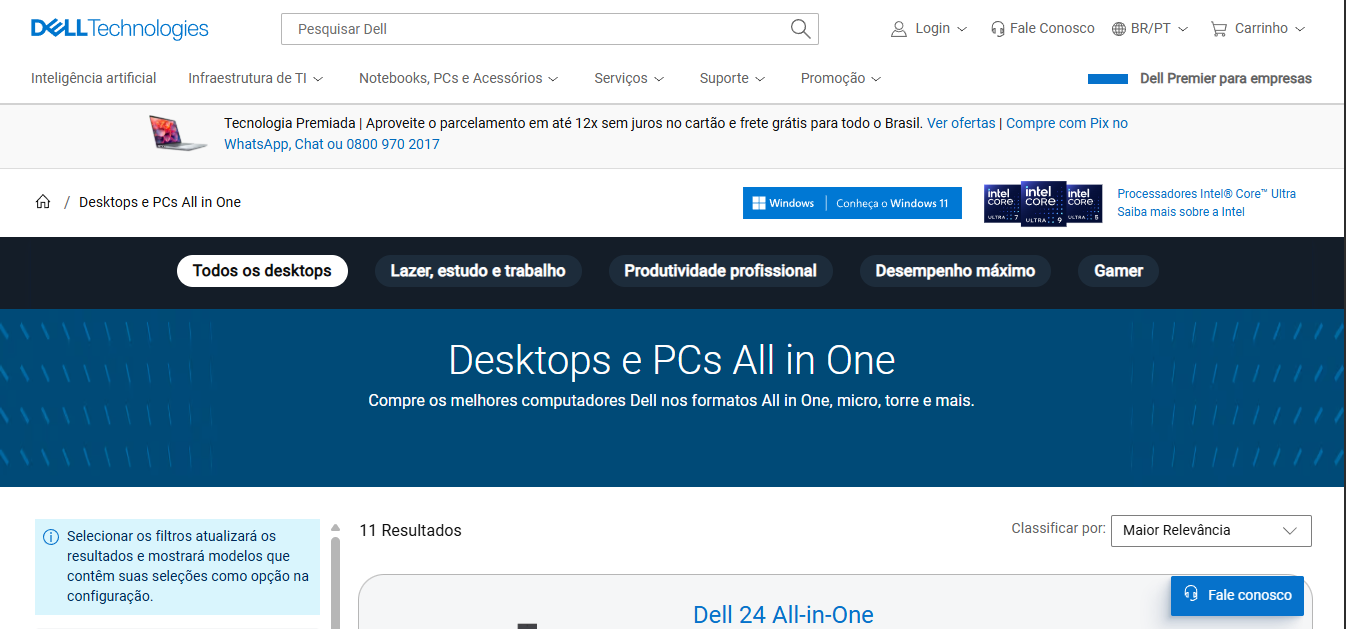 DELLTechnologies
Pesquisar Dell
Login
Fale Conosco
BR/PT
Carrinho
Inteligência artificial
Infraestrutura de TI
Notebooks, PCs e Acessórios
Serviços
Suporte
Promoção
Dell Premier para empresas
Tecnologia Premiada | Aproveite o parcelamento em até 12x sem juros no cartão e frete grátis para todo o Brasil. Ver ofertas | Compre com Pix no
WhatsApp, Chat ou 0800 970 2017
/ Desktops e PCs All in One
Windows | Conheça o Windows 11
intel CORE ULTRA 7
intel CORE ULTRA 9
intel CORE ULTRA 5
Processadores Intel® Core™ Ultra
Saiba mais sobre a Intel
Todos os desktops
Lazer, estudo e trabalho
Produtividade profissional
Desempenho máximo
Gamer
Desktops e PCs All in One
Compre os melhores computadores Dell nos formatos All in One, micro, torre e mais.
Selecionar os filtros atualizará os
resultados e mostrará modelos que
contêm suas seleções como opção na
configuração.
11 Resultados
Classificar por:
Maior Relevância
Dell 24 All-in-One
Fale conosco